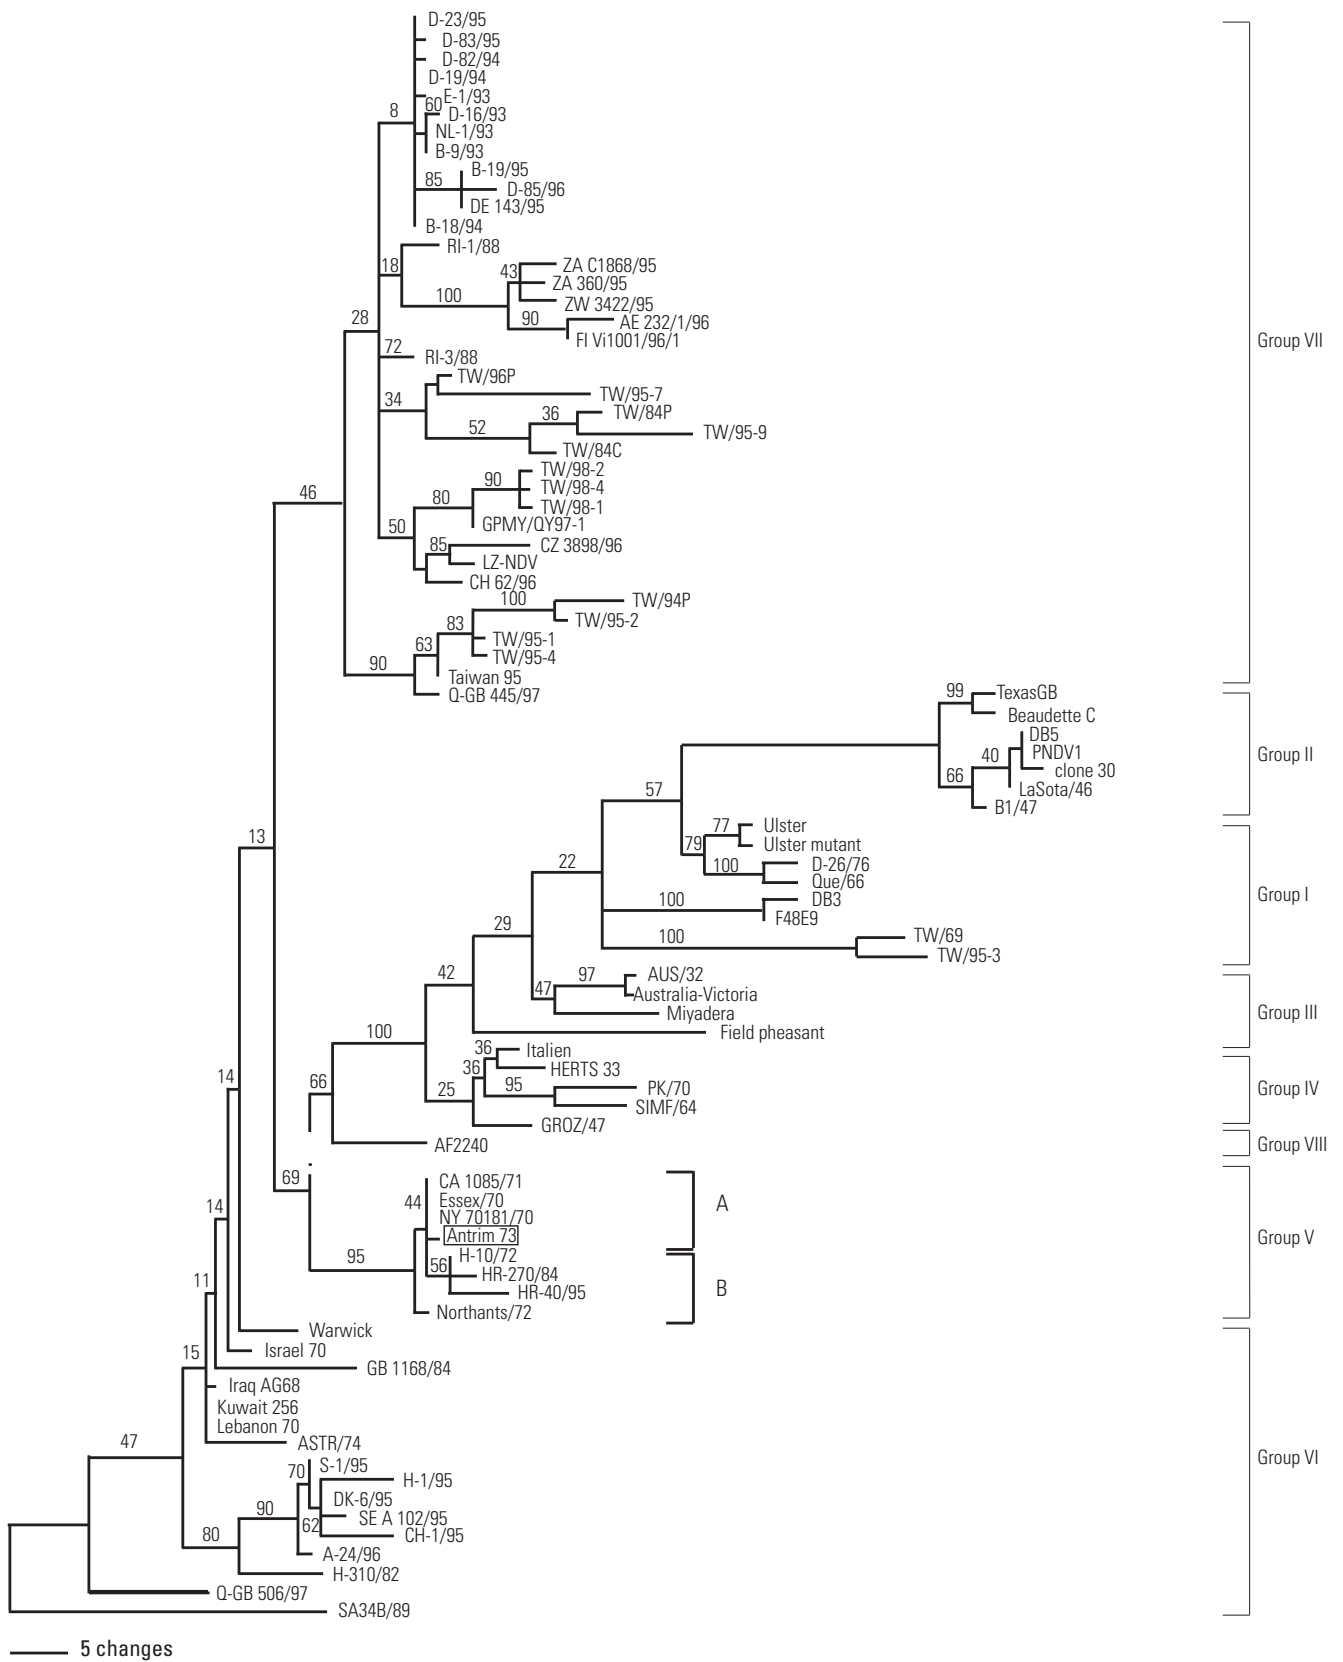 D-23/95
D-83/95
D-82/94
D-19/94
E-1/93
8
60
D-16/93
NL-1/93
B-9/93
B-19/95
85
D-85/96
DE 143/95
B-18/94
RI-1/88
18
ZA C1868/95
43
ZA 360/95
100
ZW 3422/95
90
AE 232/1/96
28
FI Vi1001/96/1
Group VII
72
RI-3/88
TW/96P
TW/95-7
34
36
TW/84P
52
TW/95-9
TW/84C
TW/98-2
90
TW/98-4
46
80
TW/98-1
50
GPMY/QY97-1
85
CZ 3898/96
LZ-NDV
CH 62/96
100
TW/94P
83
TW/95-2
63
TW/95-1
TW/95-4
90
Taiwan 95
Q-GB 445/97
99
TexasGB
Beaudette C
DB5
40
PNDV1
Group II
66
clone 30
57
LaSota/46
B1/47
77
Ulster
13
79
Ulster mutant
22
100
D-26/76
Que/66
Group I
100
DB3
F48E9
29
100
TW/69
TW/95-3
42
97
AUS/32
47
Australia-Victoria
Miyadera
Group III
100
Field pheasant
36
Italien
36
HERTS 33
14
66
25
95
PK/70
Group IV
SIMF/64
GROZ/47
AF2240
Group VIII
69
CA 1085/71
44
Essex/70
A
14
NY 70181/70
Antrim 73
Group V
95
H-10/72
56
HR-270/84
11
HR-40/95
B
Northants/72
Warwick
15
Israel 70
GB 1168/84
Iraq AG68
Kuwait 256
Lebanon 70
47
ASTR/74
Group VI
70
S-1/95
H-1/95
90
DK-6/95
62
SE A 102/95
80
CH-1/95
A-24/96
H-310/82
Q-GB 506/97
SA34B/89
5 changes